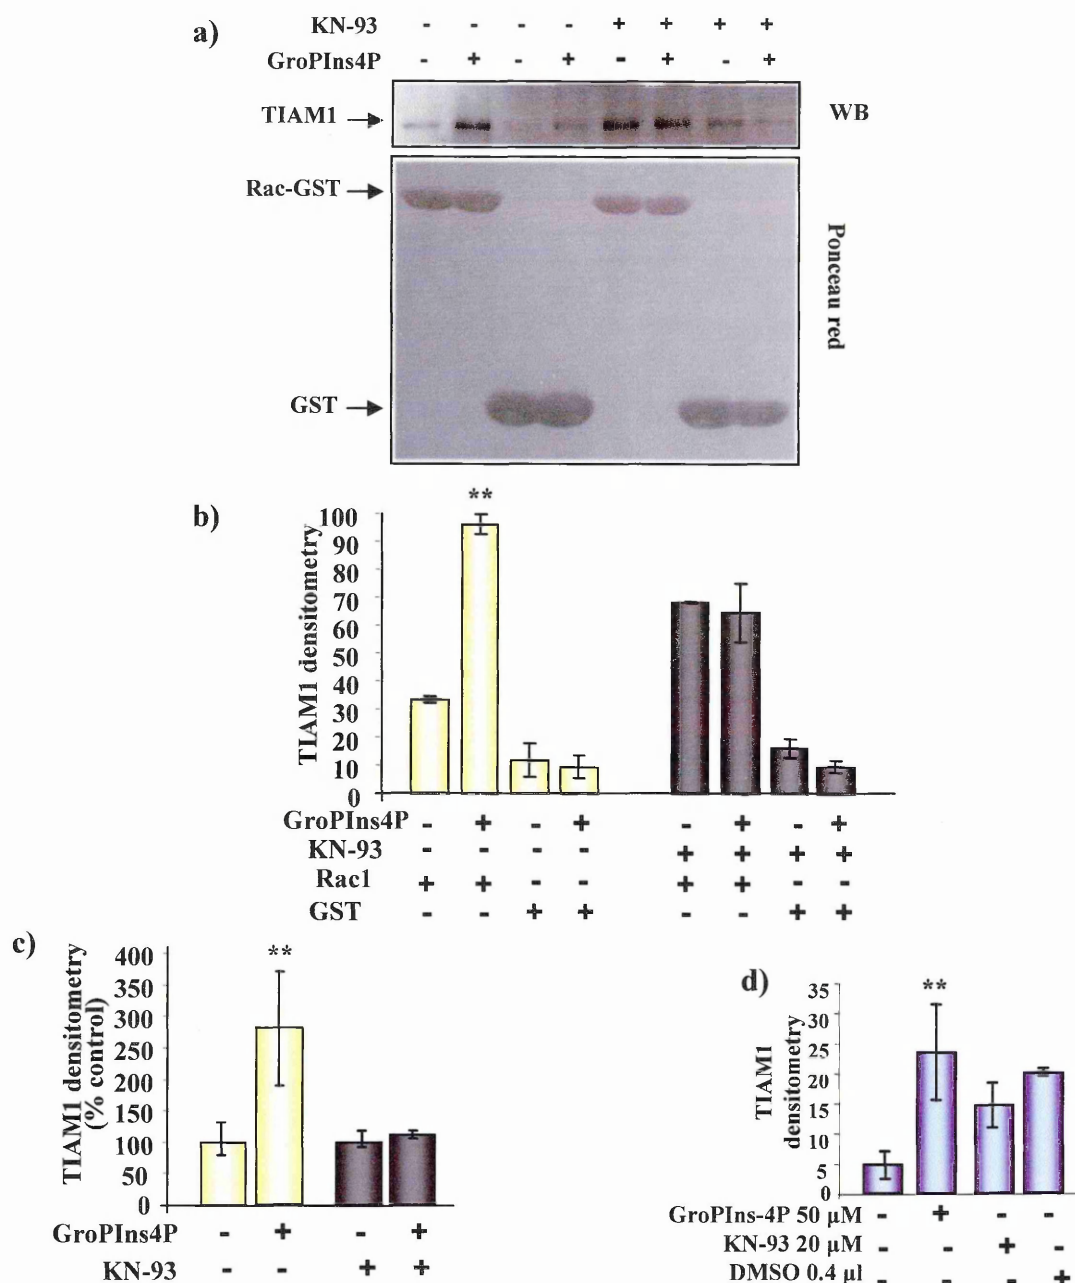 a)
KN-93 - - - - + + + +
GroPIns4P - + - + - + - +
TIAM1 WB
Rac-GST
Ponceau red
GST
b)
**
100
90
80
70
60
50
40
30
20
10
0
TIAM1 densitometry
GroPIns4P - + - + - + - +
KN-93 - - - - + + + +
Rac1 + + - - + + - -
GST - - + + - - + +
c)
**
400
350
300
250
200
150
100
50
0
TIAM1 densitometry
(% control)
GroPIns4P - + - +
KN-93 - - + +
d)
**
35
30
25
20
15
10
5
0
TIAM1
densitometry
GroPIns-4P 50 µM - + - -
KN-93 20 µM - - + -
DMSO 0.4 µl - - - +